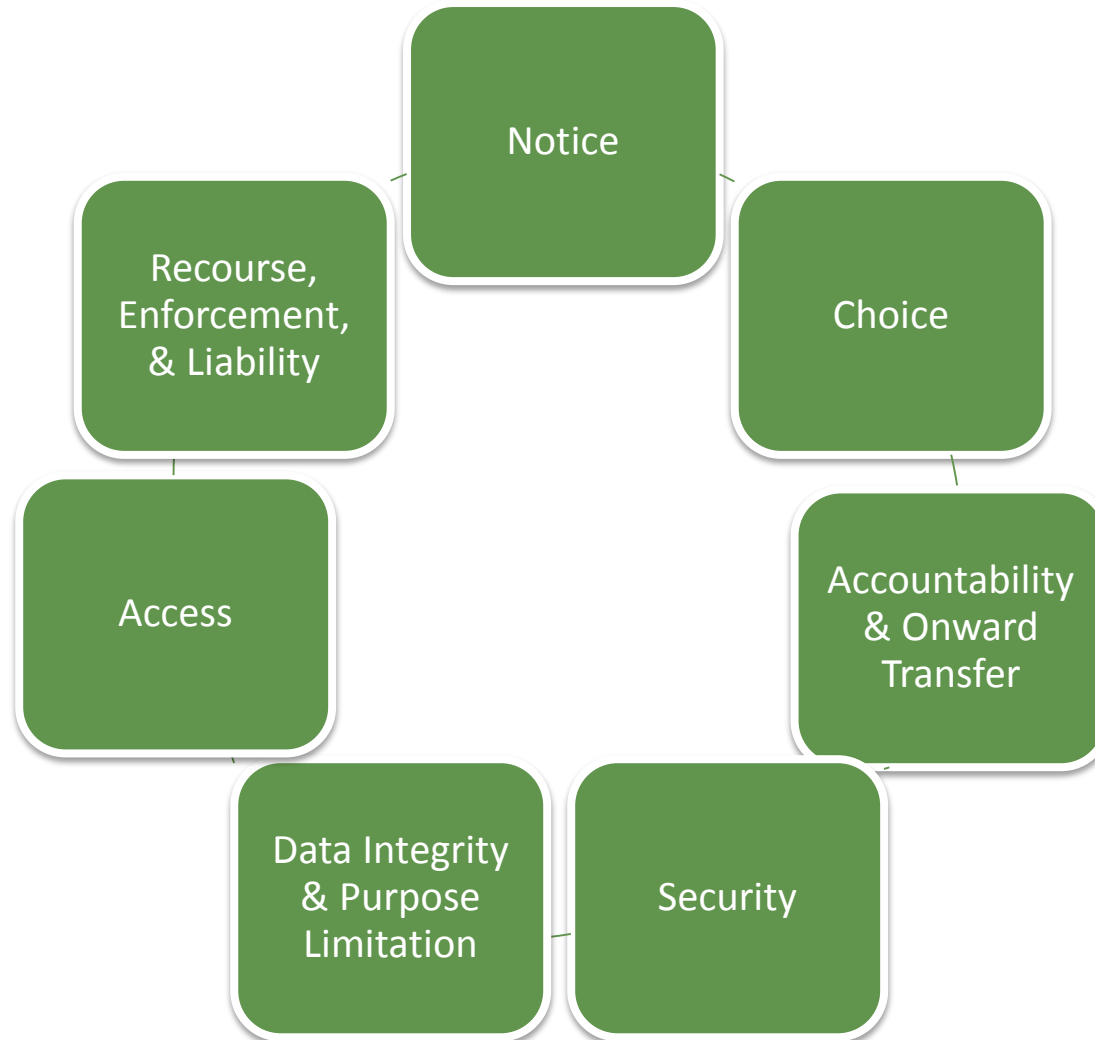 Notice
Choice
Accountability
& Onward
Transfer
Security
Data Integrity
& Purpose
Limitation
Access
Recourse,
Enforcement,
& Liability